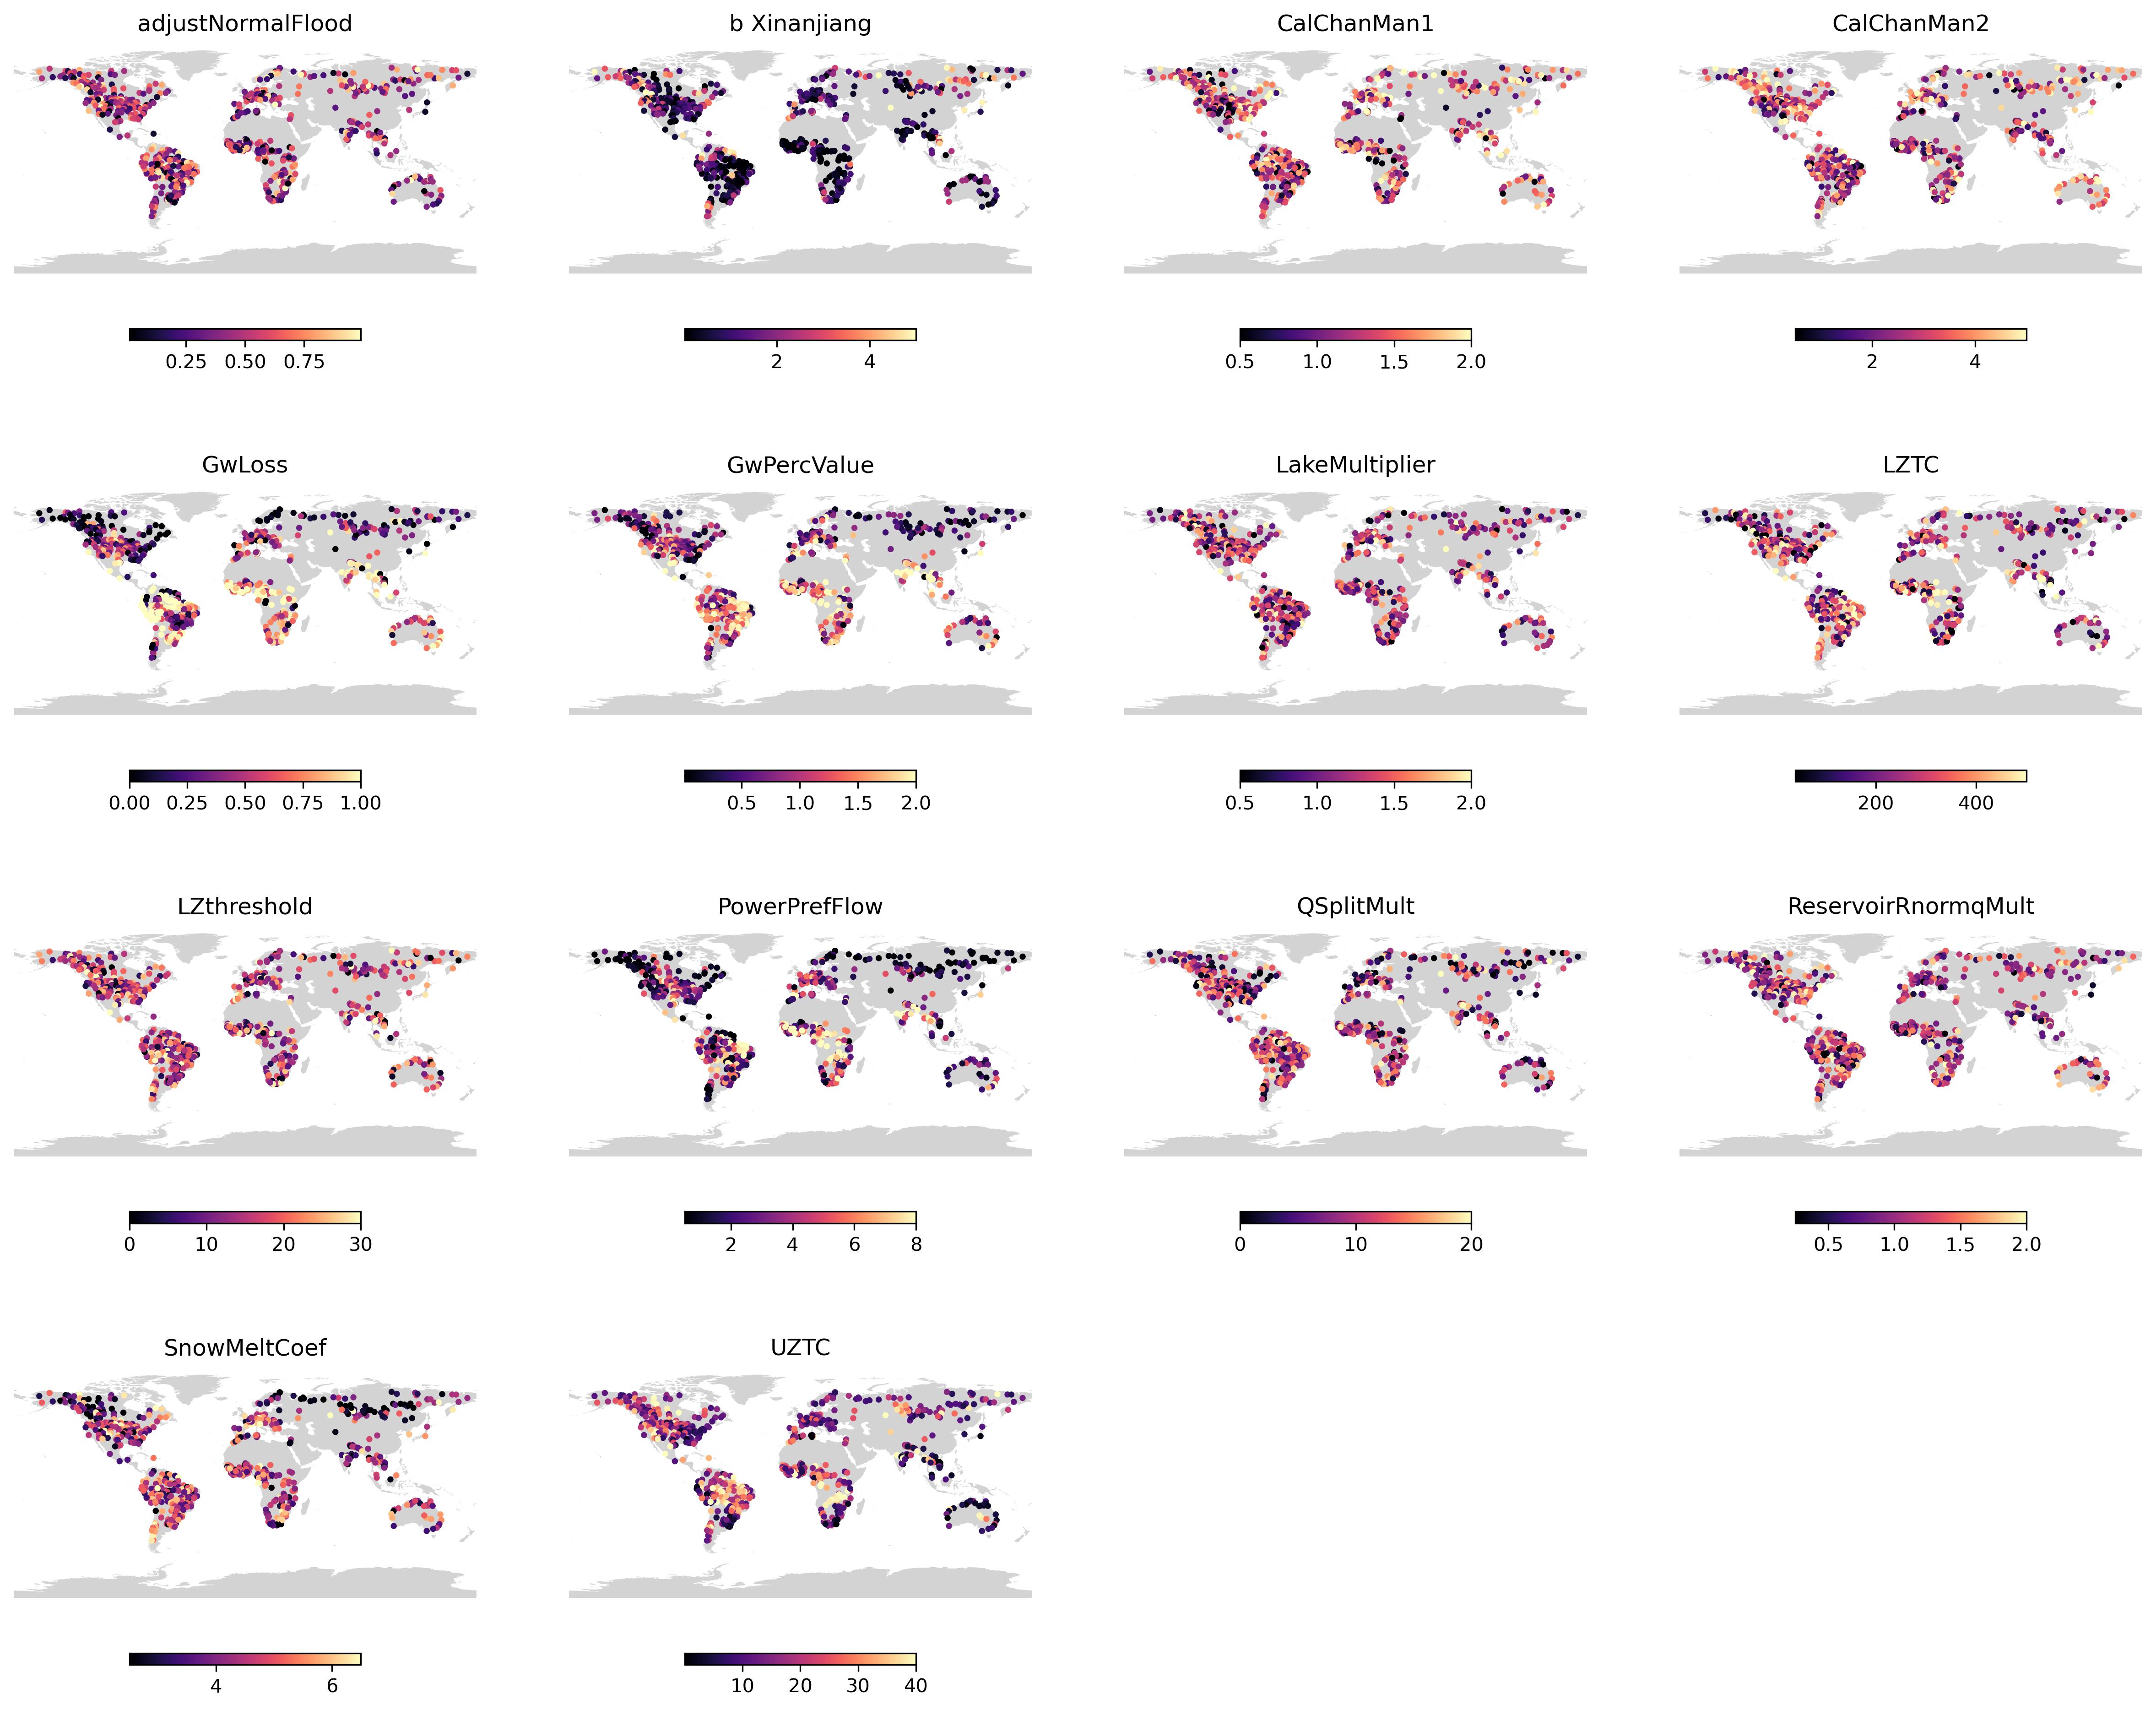 adjustNormalFlood
b Xinanjiang
CalChanMan1
CalChanMan2
0.25 0.50 0.75
2 4
0.5 1.0 1.5 2.0
2 4
GwLoss
GwPercValue
LakeMultiplier
LZTC
0.00 0.25 0.50 0.75 1.00
0.5 1.0 1.5 2.0
0.5 1.0 1.5 2.0
200 400
LZthreshold
PowerPrefFlow
QSplitMult
ReservoirRnormqMult
0 10 20 30
2 4 6 8
0 10 20
0.5 1.0 1.5 2.0
SnowMeltCoef
UZTC
4 6
10 20 30 40